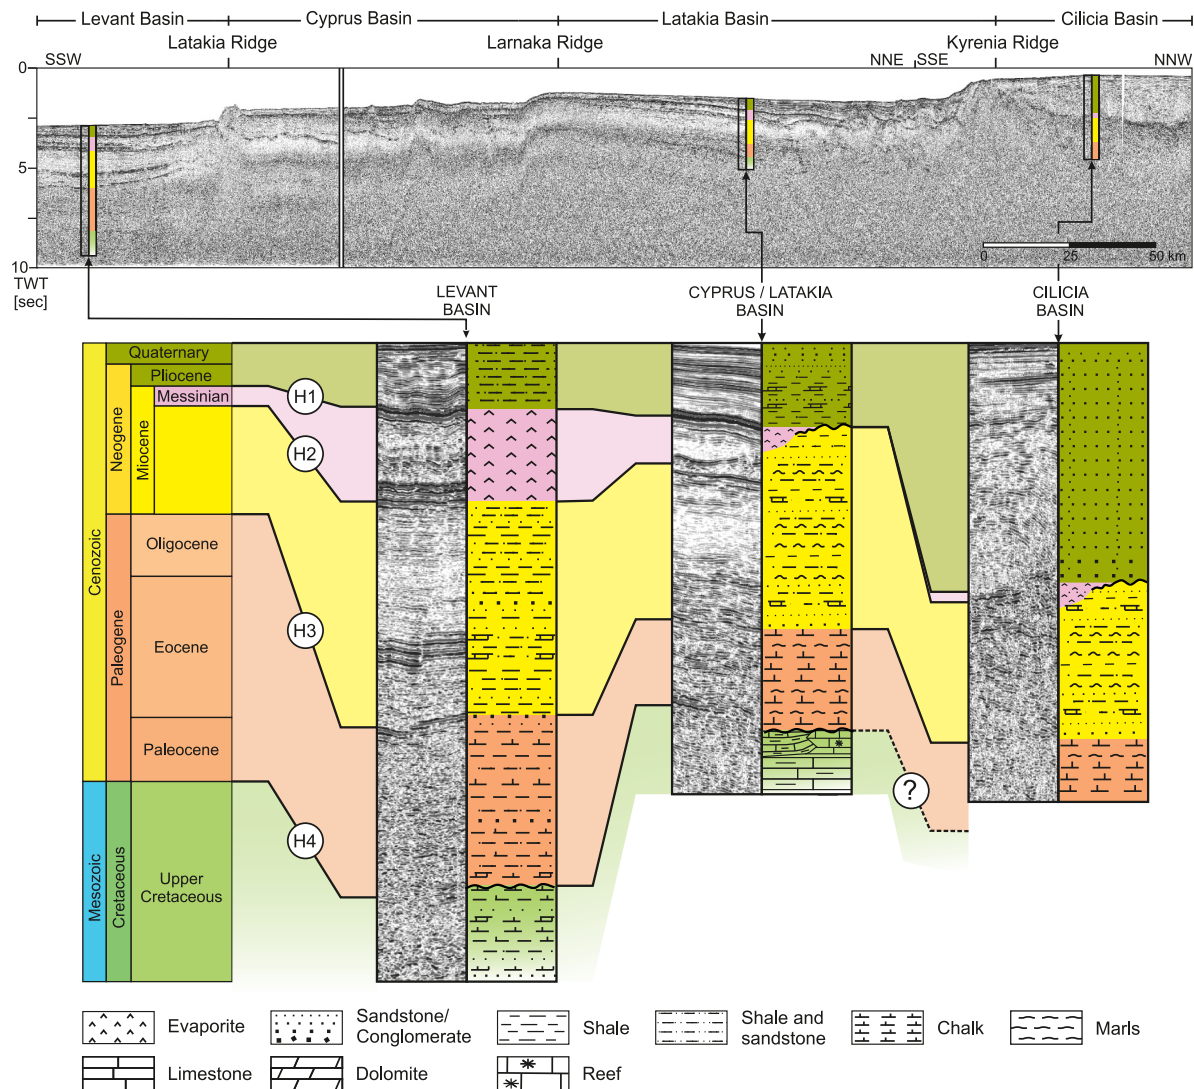 Levant Basin
Cyprus Basin
Latakia Basin
Cilicia Basin
Latakia Ridge
Larnaka Ridge
Kyrenia Ridge
SSW
NNE
SSE
NNW
0
5
10
TWT
[sec]
0
25
50 km
LEVANT
BASIN
CYPRUS / LATAKIA
BASIN
CILICIA
BASIN
Cenozoic
Mesozoic
Neogene
Paleogene
Cretaceous
Miocene
Quaternary
Pliocene
Messinian
Oligocene
Eocene
Paleocene
Upper
Cretaceous
H1
H2
H3
H4
?
Evaporite
Sandstone/
Conglomerate
Shale
Shale and
sandstone
Chalk
Marls
Limestone
Dolomite
Reef